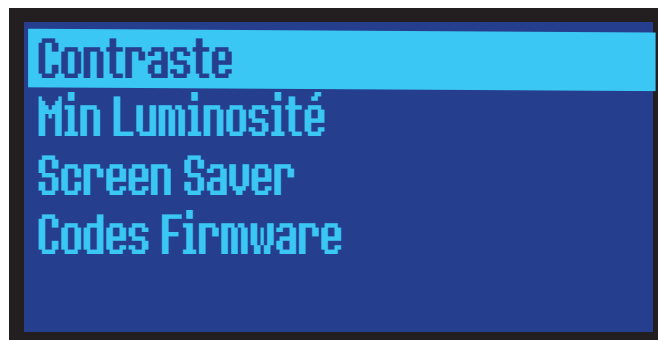 Contraste
Min Luminosité
Screen Saver
Codes Firmware